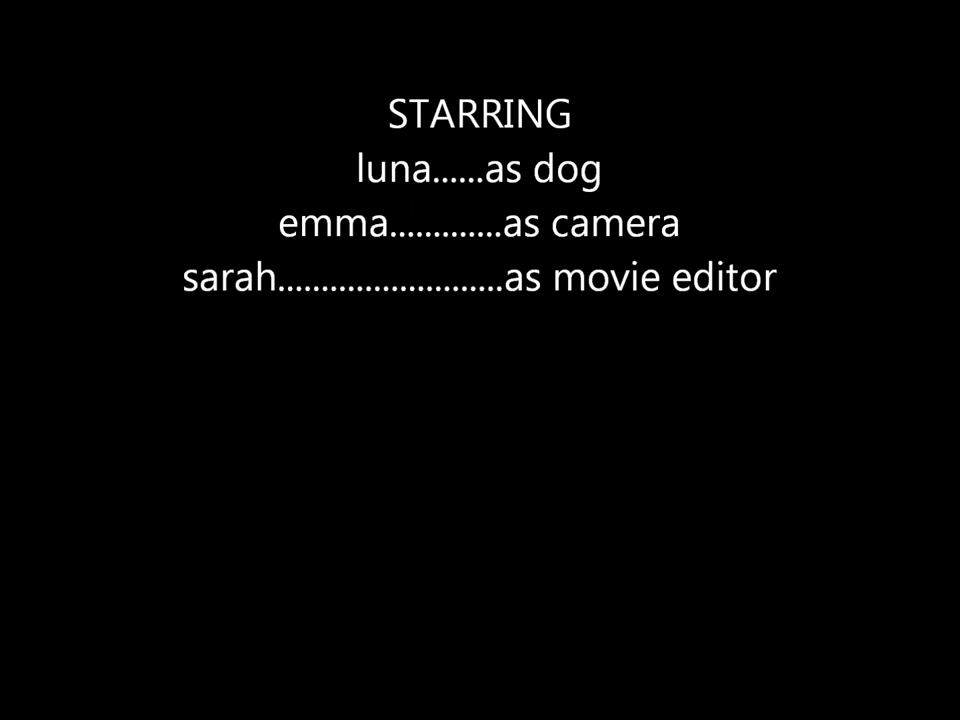 STARRING
luna......as dog
emma.............as camera
sarah..........................as movie editor